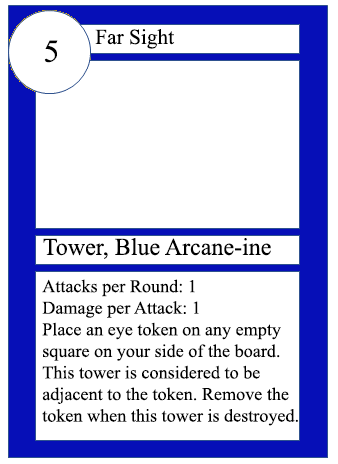 5
Far Sight
Tower, Blue Arcane-ine
Attacks per Round: 1
Damage per Attack: 1
Place an eye token on any empty
square on your side of the board.
This tower is considered to be
adjacent to the token. Remove the
token when this tower is destroyed.